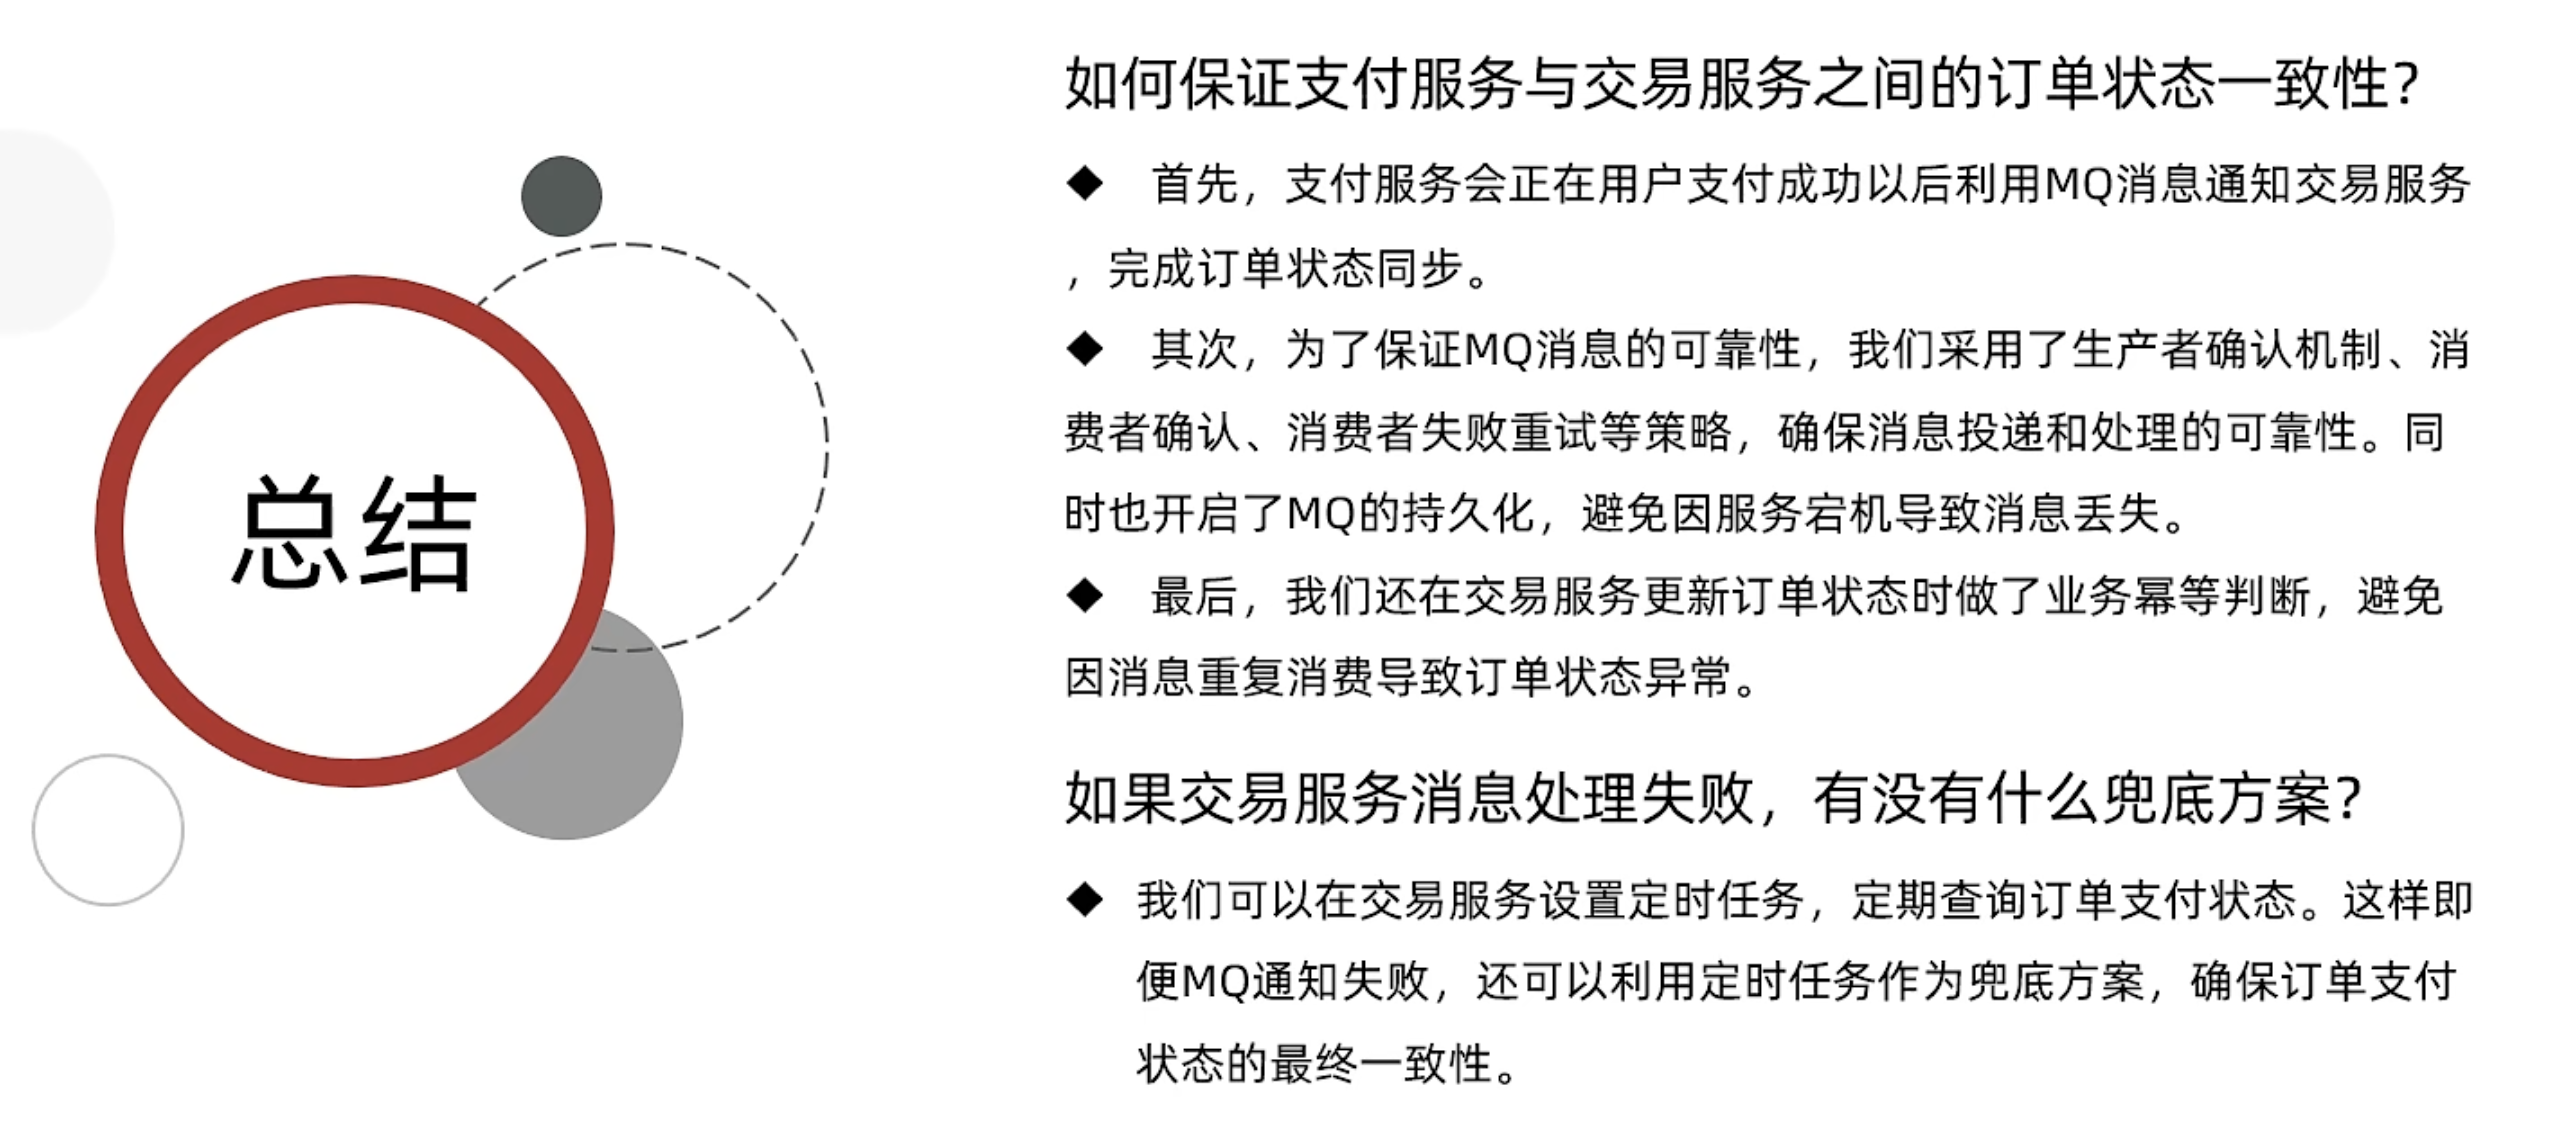 总结
如何保证支付服务与交易服务之间的订单状态一致性?
◆ 首先，支付服务会正在用户支付成功以后利用MQ消息通知交易服务
，完成订单状态同步。
◆ 其次，为了保证MQ消息的可靠性，我们采用了生产者确认机制、消
费者确认、消费者失败重试等策略，确保消息投递和处理的可靠性。同
时也开启了MQ的持久化，避免因服务宕机导致消息丢失。
◆ 最后，我们还在交易服务更新订单状态时做了业务幂等判断，避免
因消息重复消费导致订单状态异常。
如果交易服务消息处理失败，有没有什么兜底方案?
◆ 我们可以在交易服务设置定时任务，定期查询订单支付状态。这样即
便MQ通知失败，还可以利用定时任务作为兜底方案，确保订单支付
状态的最终一致性。